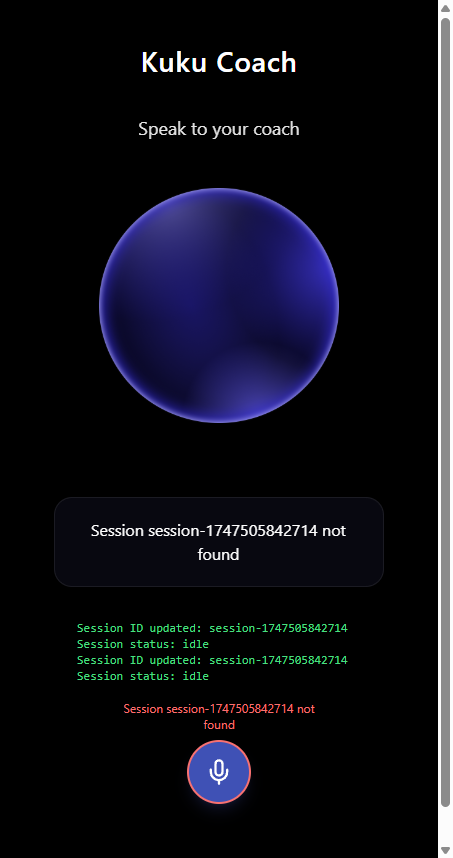 Kuku Coach
Speak to your coach
Session session-1747505842714 not
found
Session ID updated: session-1747505842714
Session status: idle
Session ID updated: session-1747505842714
Session status: idle
Session session-1747505842714 not
found